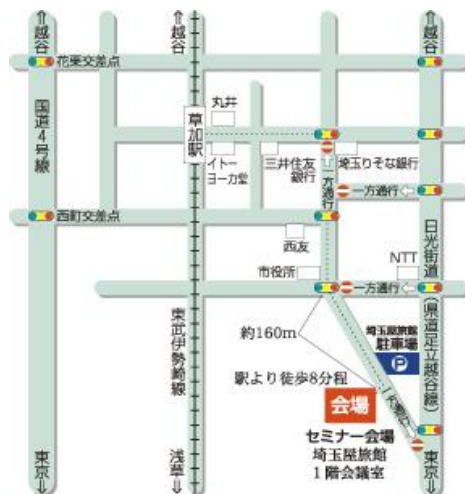 ⇧越谷
⇧越谷
⇧越谷
花栗交差点
国道4号線
丸井
草加駅
イトーヨーカ堂
三井住友銀行
埼玉りそな銀行
一方通行
一方通行
西町交差点
西友
市役所
NTT
一方通行
日光街道(県道足立越谷線)
東武伊勢崎線
約160m
埼玉屋旅館
駐車場
P
駅より徒歩8分程
会場
一方通行
セミナー会場
埼玉屋旅館
1階会議室
東京⇩
浅草⇩
東京⇩